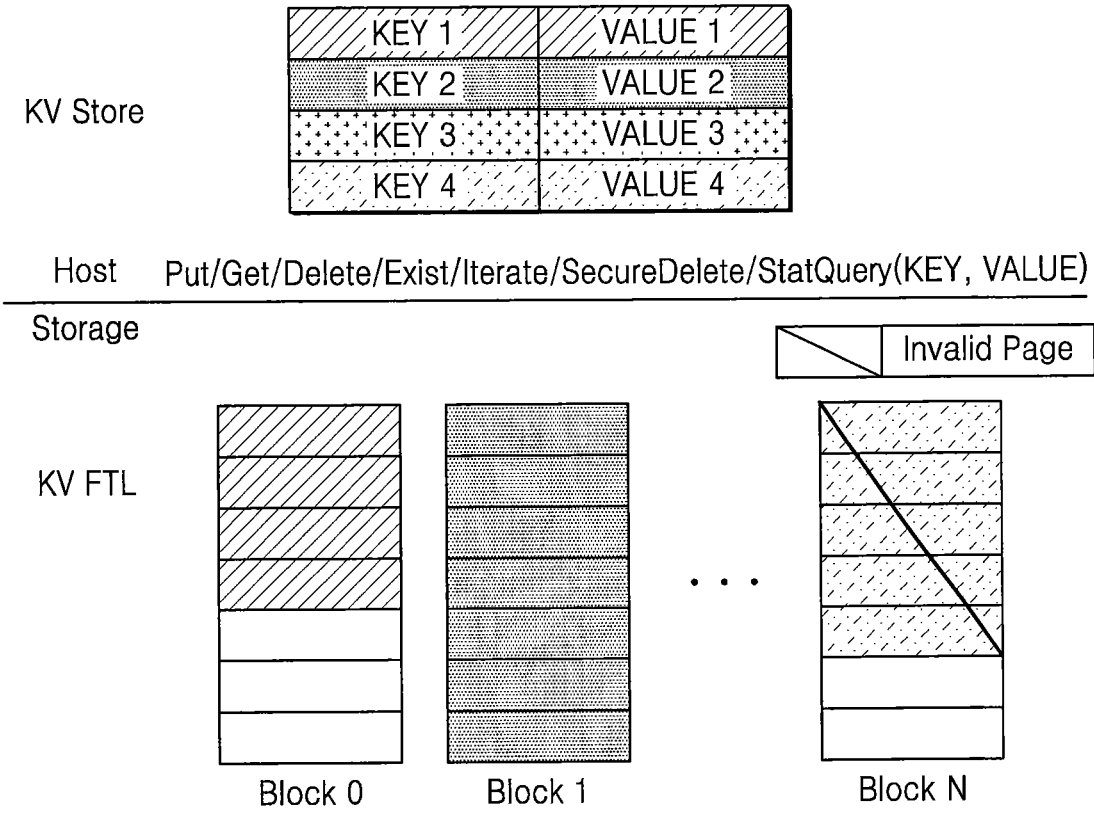 KEY 1 VALUE 1
KEY 2 VALUE 2
KV Store
KEY 3 VALUE 3
KEY 4 VALUE 4
Host Put/Get/Delete/Exist/Iterate/SecureDelete/StatQuery(KEY, VALUE)
Storage
Invalid Page
KV FTL
Block 0 Block 1 Block N